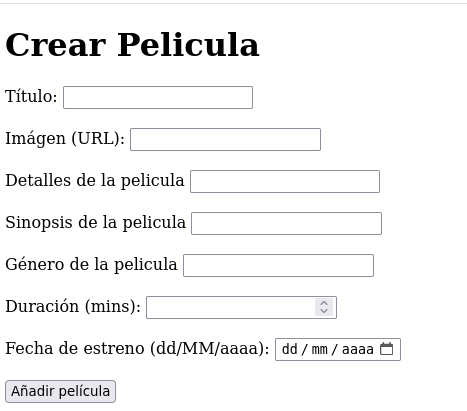 Crear Pelicula
Título:
Imágen (URL):
Detalles de la pelicula
Sinopsis de la pelicula
Género de la pelicula
Duración (mins):
Fecha de estreno (dd/MM/aaaa): dd/mm/aaaa
Añadir película